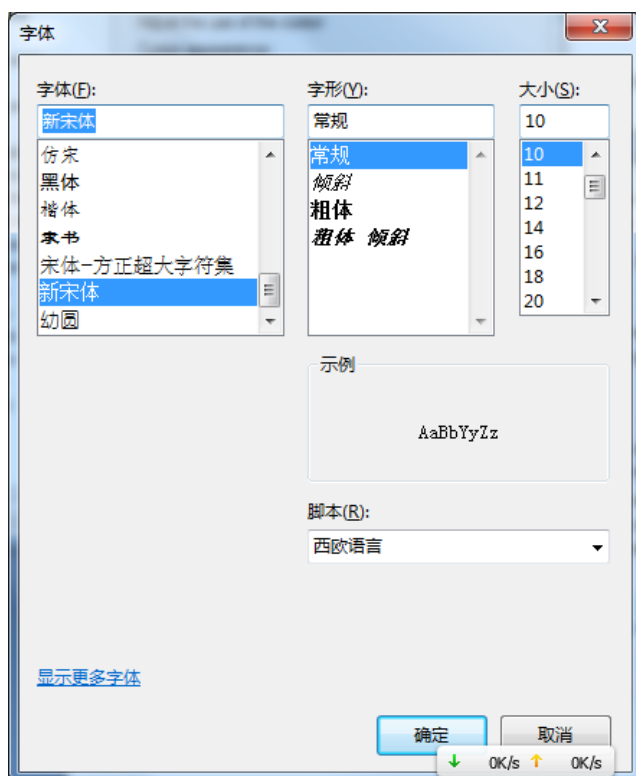 字体
字体(F):
新宋体
仿宋
黑体
楷体
隶书
宋体-方正超大字符集
新宋体
幼圆
字形(Y):
常规
常规
倾斜
粗体
粗体 倾斜
大小(S):
10
10
11
12
14
16
18
20
示例
AaBbYyZz
脚本(R):
西欧语言
显示更多字体
确定
取消
0K/s
0K/s